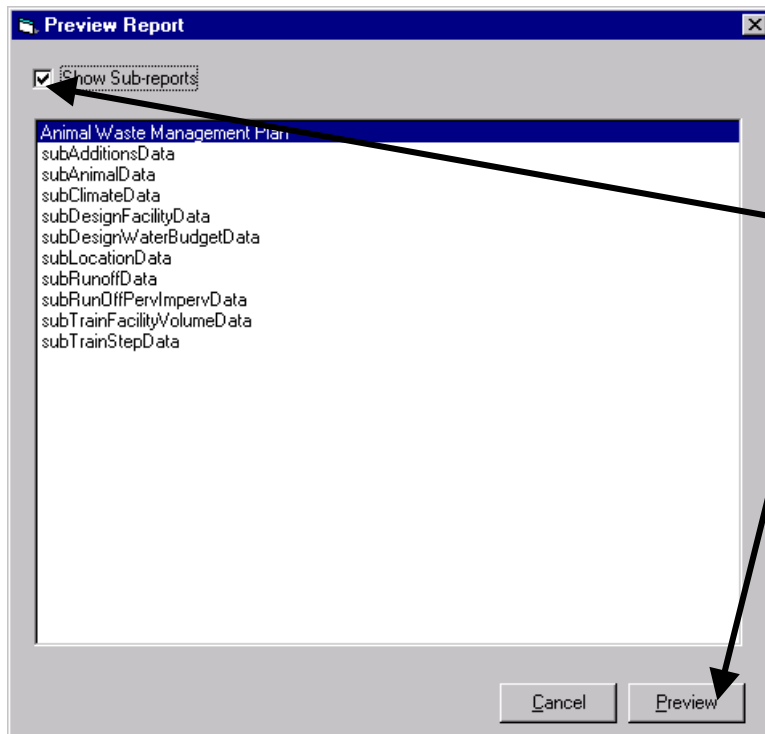 Preview Report
Show Sub-reports
Animal Waste Management Plan
subAdditionsData
subAnimalData
subClimateData
subDesignFacilityData
subDesignWaterBudgetData
subLocationData
subRunoffData
subRunOffPervImpervData
subTrainFacilityVolumeData
subTrainStepData
Cancel Preview